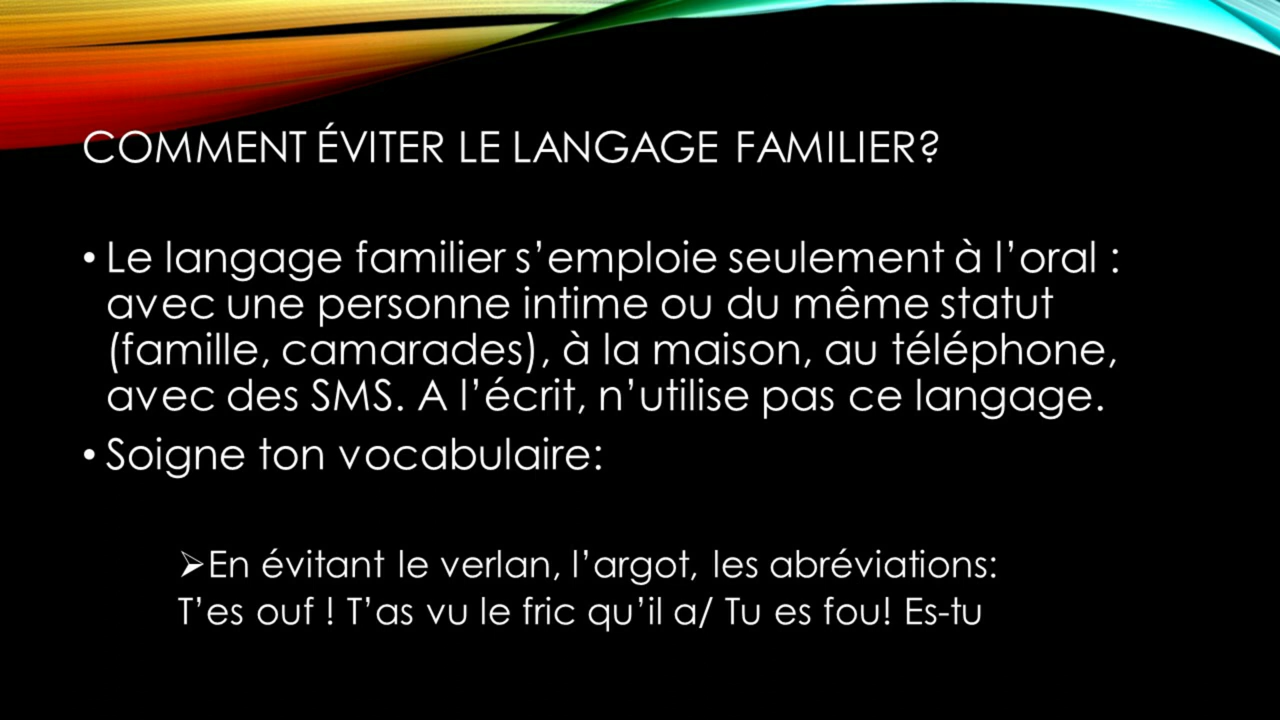 COMMENT ÉVITER LE LANGAGE FAMILIER?
• Le langage familier s’emploie seulement à l’oral :
avec une personne intime ou du même statut
(famille, camarades), à la maison, au téléphone,
avec des SMS. A l’écrit, n’utilise pas ce langage.
• Soigne ton vocabulaire:
➢En évitant le verlan, l’argot, les abréviations:
T’es ouf ! T’as vu le fric qu’il a/ Tu es fou! Es-tu